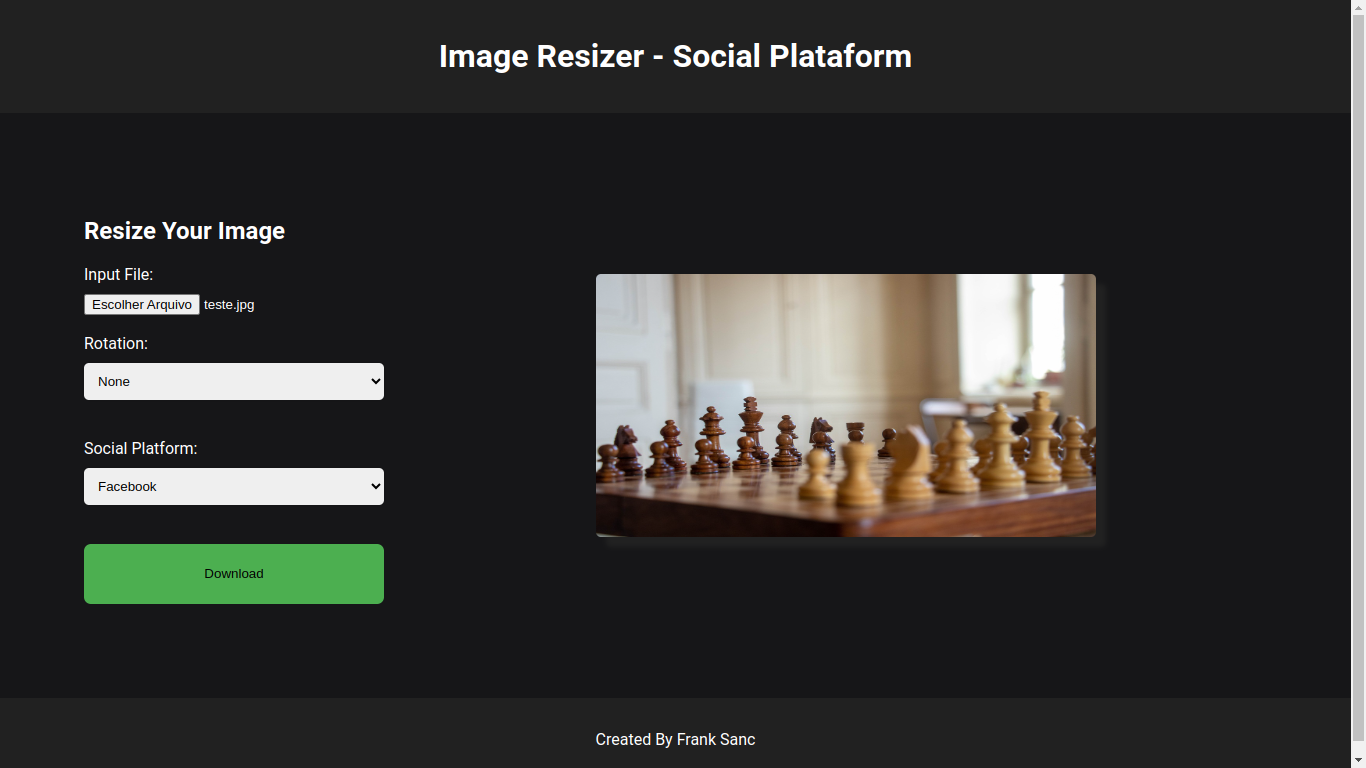 Image Resizer - Social Plataform
Resize Your Image
Input File:
Escolher Arquivo teste.jpg
Rotation:
None
Social Platform:
Facebook
Download
Created By Frank Sanc